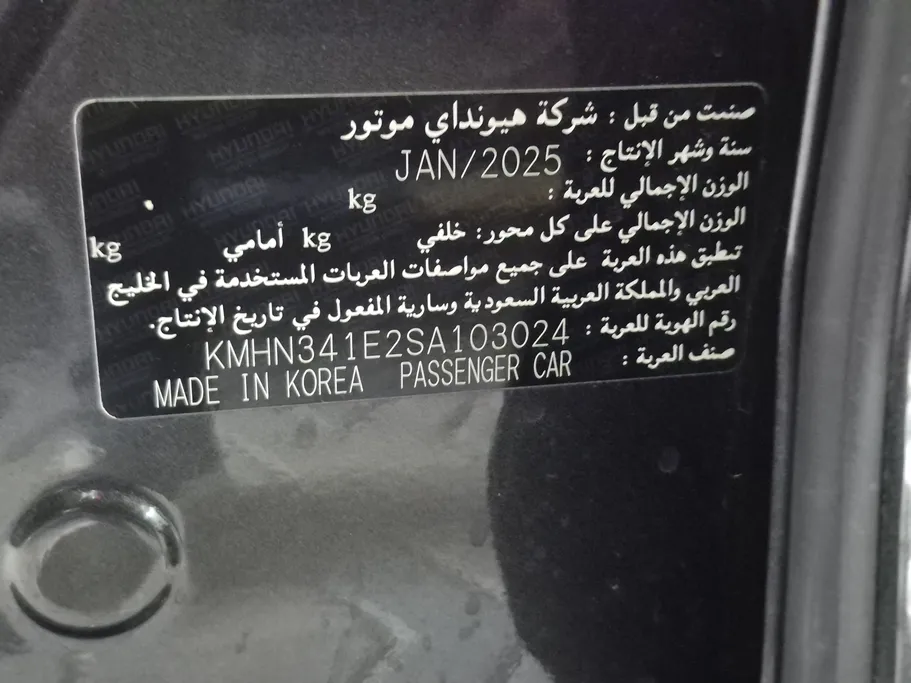 صنعت من قبل : شركة هيونداي موتور
سنة وشهر الإنتاج : JAN/2025
الوزن الإجمالي للعربة : kg
الوزن الإجمالي على كل محور: خلفي kg أمامي kg
تنطبق هذه العربة على جميع مواصفات العربات المستخدمة في الخليج
العربي والمملكة العربية السعودية وسارية المفعول في تاريخ الإنتاج.
رقم الهوية للعربة : KMHN341E2SA103024
صنف العربة : PASSENGER CAR MADE IN KOREA